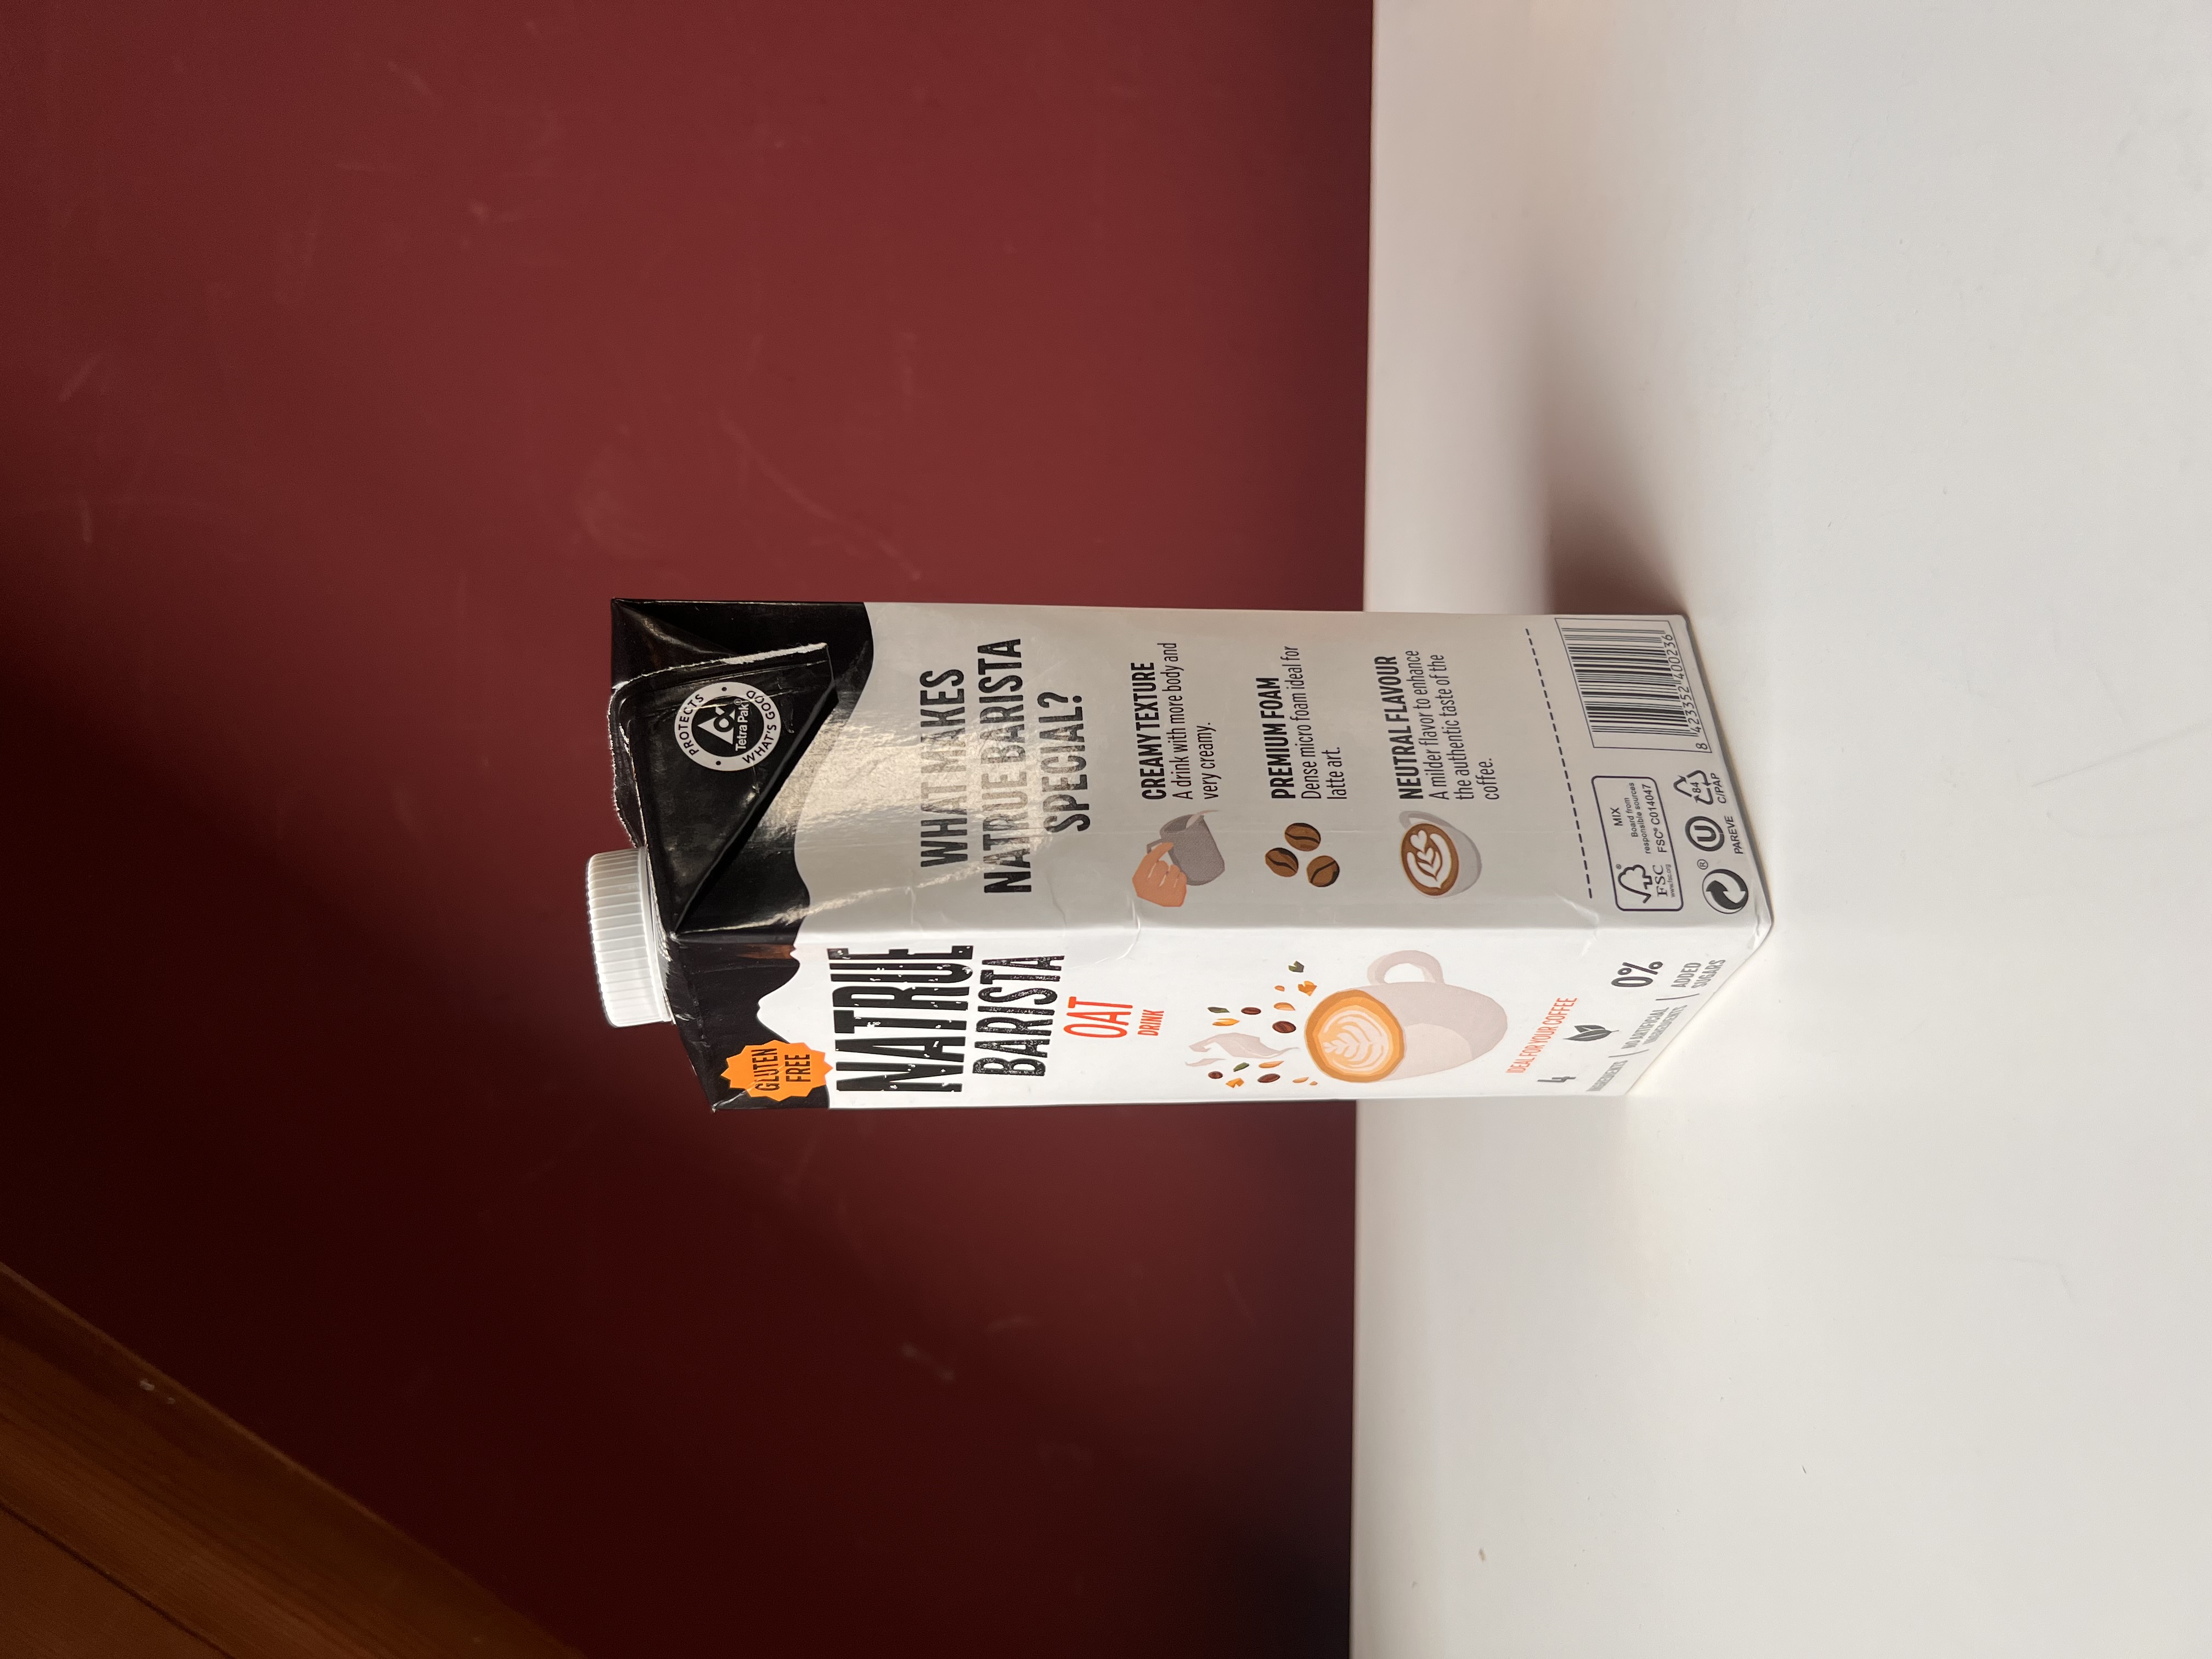 GLUTEN
FREE
NATRUE
BARISTA
OAT
DRINK
IDEAL FOR YOUR COFFEE
4
INGREDIENTS
NO ARTIFICIAL
INGREDIENTS
0%
ADDED
SUGARS
PROTECTS
Tetra Pak®
WHAT'S GOOD
WHAT MAKES
NATRUE BARISTA
SPECIAL?
CREAMY TEXTURE
A drink with more body and
very creamy.
PREMIUM FOAM
Dense micro foam ideal for
latte art.
NEUTRAL FLAVOUR
A milder flavor to enhance
the authentic taste of the
coffee.
®
FSC
www.fsc.org
MIX
Board from
responsible sources
FSC® C014047
®
U
PAREVE
84
C/PAP
8 423352 400236